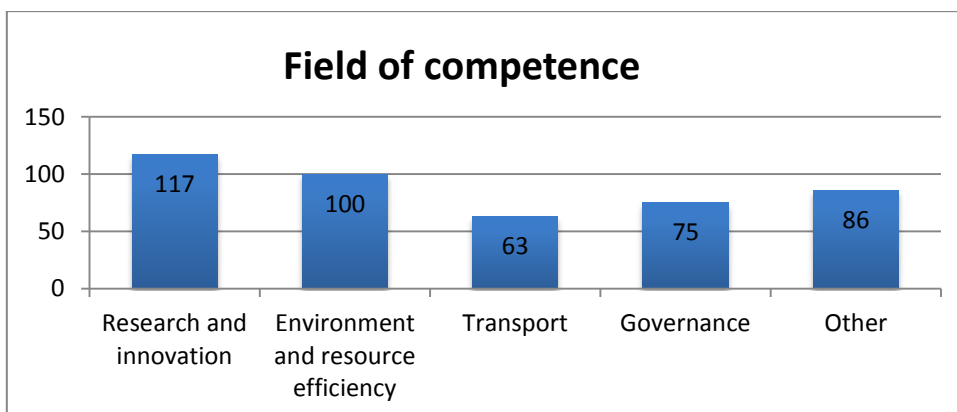 Field of competence
150
100
50
0
117
100
63
75
86
Research and
innovation
Environment
and resource
efficiency
Transport
Governance
Other